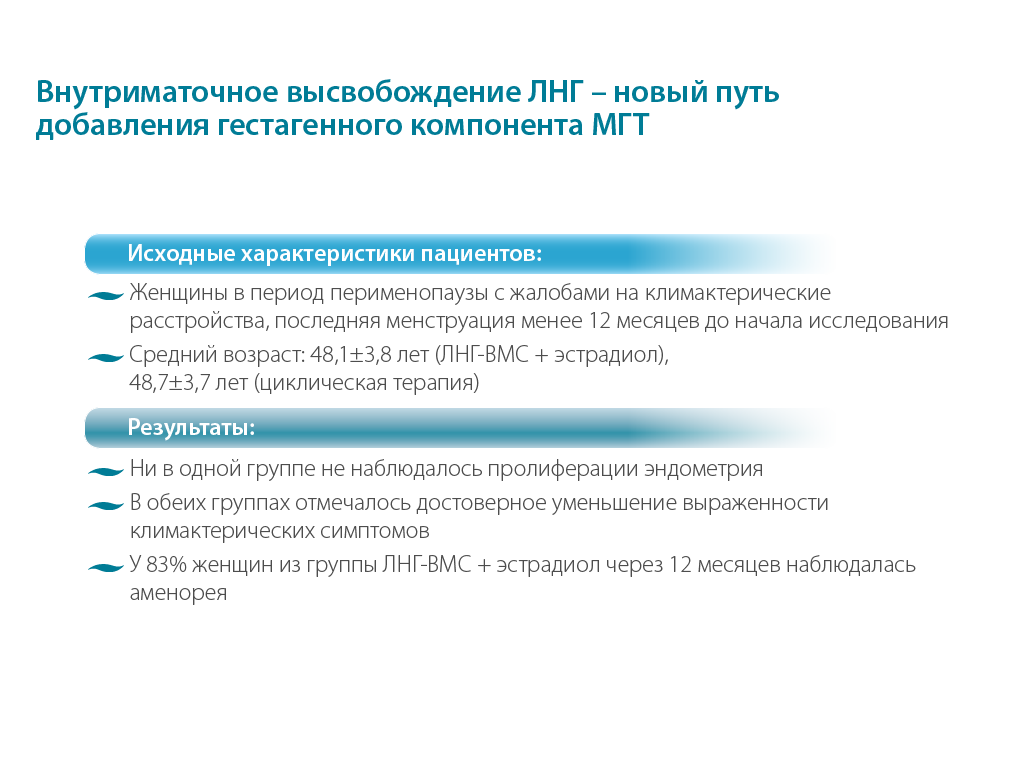 Внутриматочное высвобождение ЛНГ – новый путь
добавления гестагенного компонента МГТ
Исходные характеристики пациентов:
Женщины в период перименопаузы с жалобами на климактерические
расстройства, последняя менструация менее 12 месяцев до начала исследования
Средний возраст: 48,1±3,8 лет (ЛНГ-ВМС + эстрадиол),
48,7±3,7 лет (циклическая терапия)
Результаты:
Ни в одной группе не наблюдалось пролиферации эндометрия
В обеих группах отмечалось достоверное уменьшение выраженности
климактерических симптомов
У 83% женщин из группы ЛНГ-ВМС + эстрадиол через 12 месяцев наблюдалась
аменорея